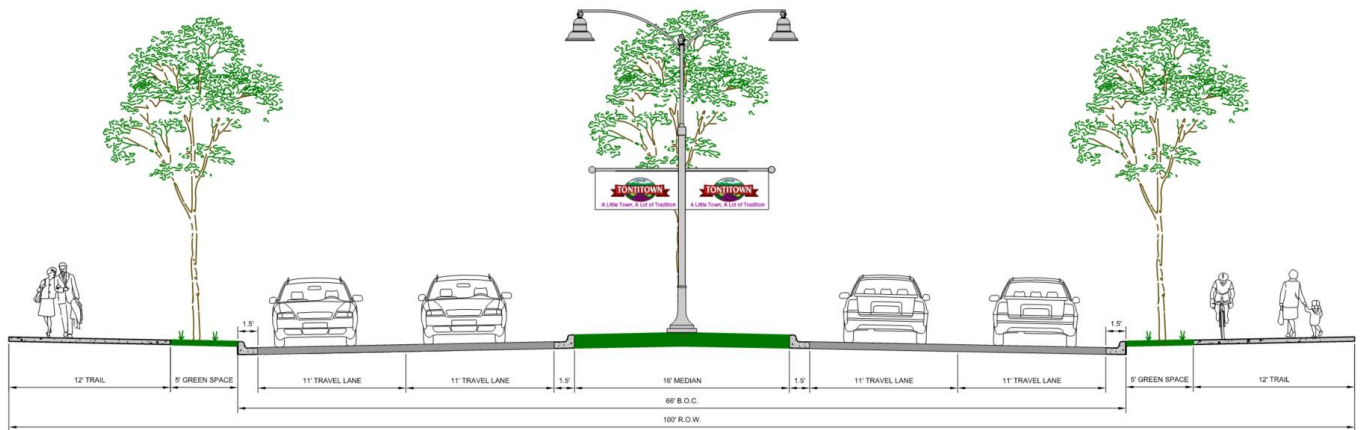 TONTITOWN
A Little Town, A Lot of Tradition
TONTITOWN
A Little Town, A Lot of Tradition
1.5'
1.5'
12' TRAIL
5' GREEN SPACE
11' TRAVEL LANE
11' TRAVEL LANE
1.5'
16' MEDIAN
1.5'
11' TRAVEL LANE
11' TRAVEL LANE
5' GREEN SPACE
12' TRAIL
66' B.O.C.
100' R.O.W.